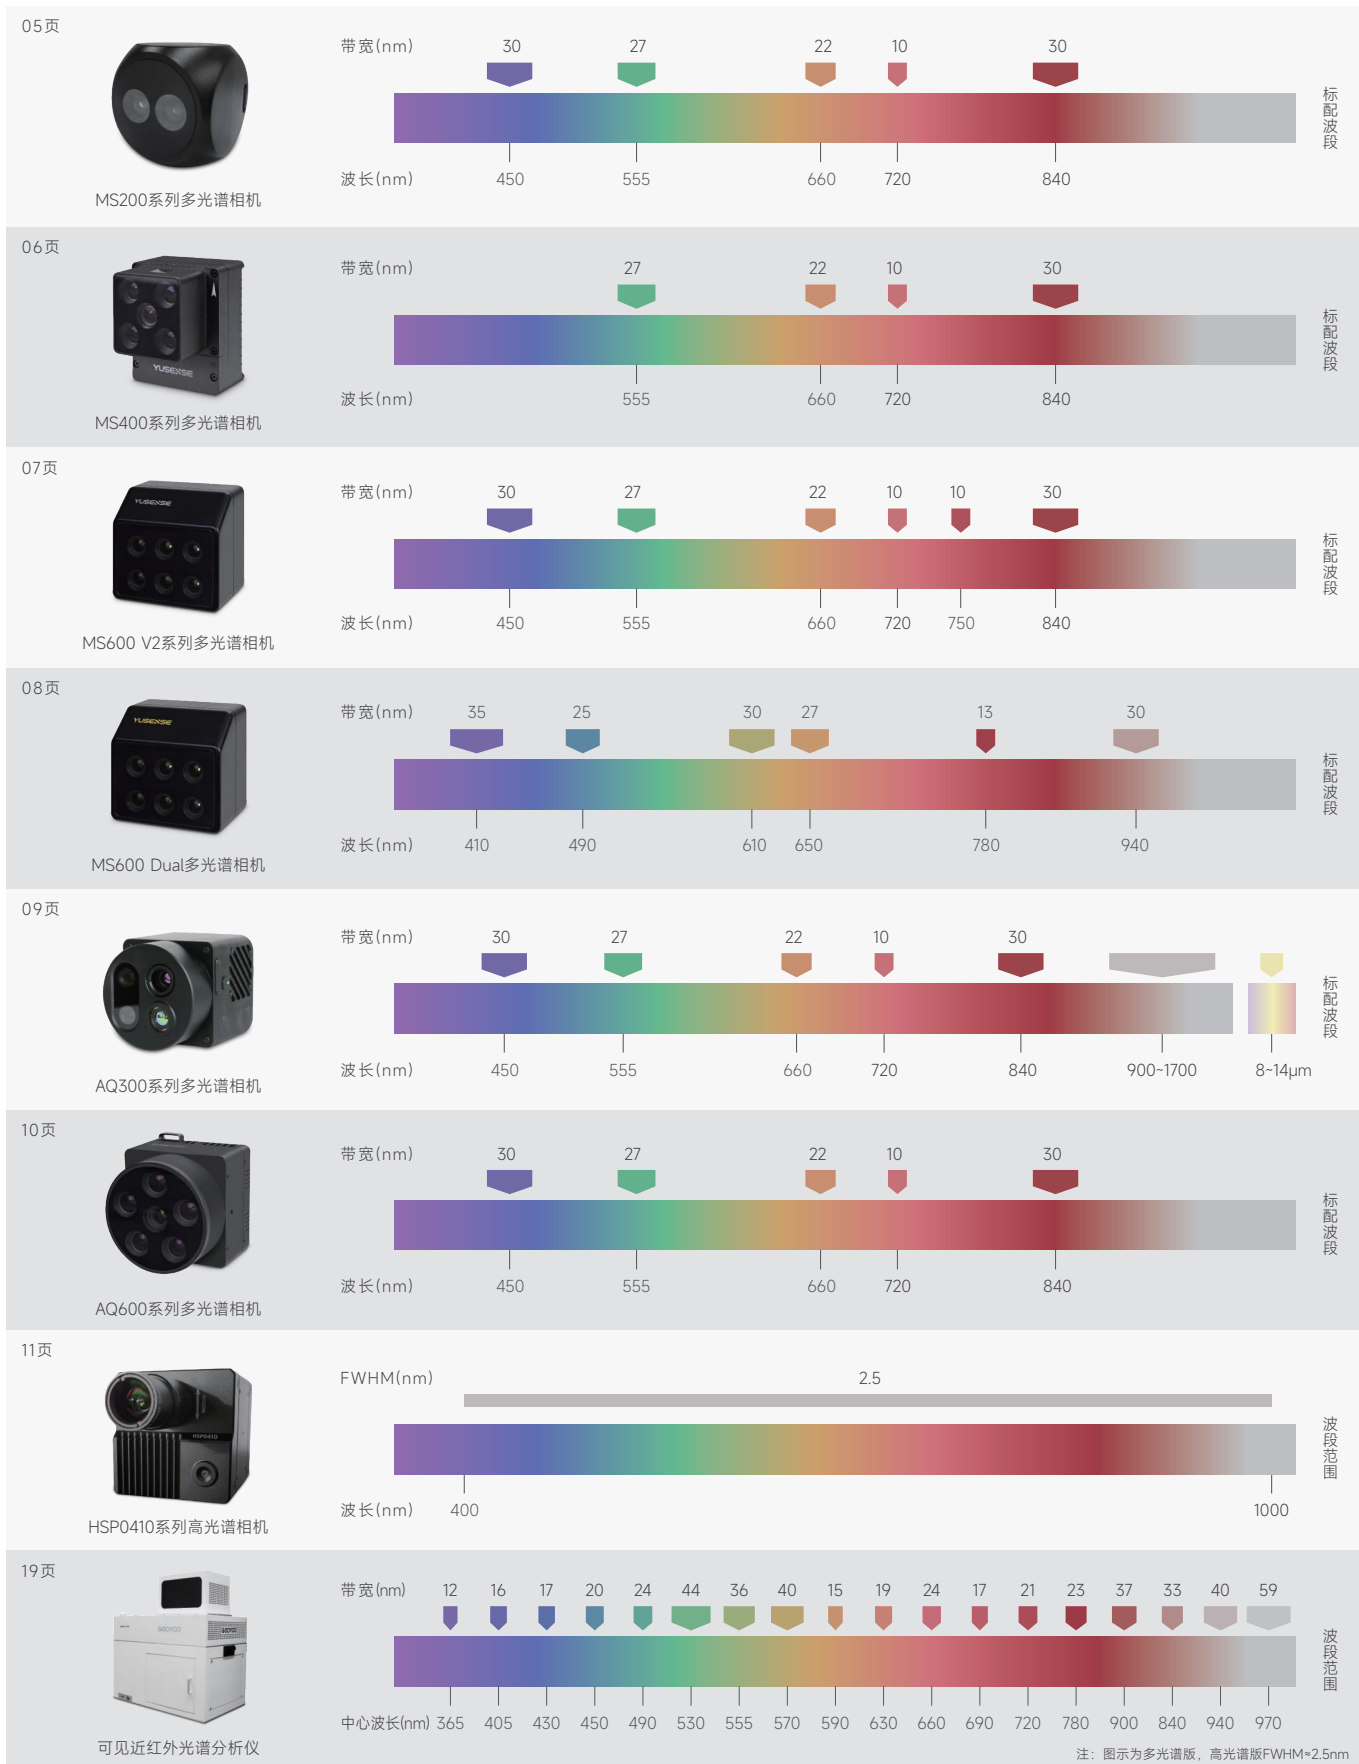 05页
带宽(nm) 30 27 22 10 30
标配波段
波长(nm) 450 555 660 720 840
MS200系列多光谱相机
06页
带宽(nm) 27 22 10 30
YUSENSE
标配波段
波长(nm) 555 660 720 840
MS400系列多光谱相机
07页
带宽(nm) 30 27 22 10 10 30
YUSENSE
标配波段
波长(nm) 450 555 660 720 750 840
MS600 V2系列多光谱相机
08页
带宽(nm) 35 25 30 27 13 30
YUSENSE
标配波段
波长(nm) 410 490 610 650 780 940
MS600 Dual多光谱相机
09页
带宽(nm) 30 27 22 10 30
标配波段
波长(nm) 450 555 660 720 840 900~1700 8~14μm
AQ300系列多光谱相机
10页
带宽(nm) 30 27 22 10 30
标配波段
波长(nm) 450 555 660 720 840
AQ600系列多光谱相机
11页
FWHM(nm) 2.5
HSP0410
波段范围
波长(nm) 400 1000
HSP0410系列高光谱相机
19页
带宽(nm) 12 16 17 20 24 44 36 40 15 19 24 17 21 23 37 33 40 59
波段范围
中心波长(nm) 365 405 430 450 490 530 555 570 590 630 660 690 720 780 900 840 940 970
可见近红外光谱分析仪
注：图示为多光谱版，高光谱版FWHM≈2.5nm